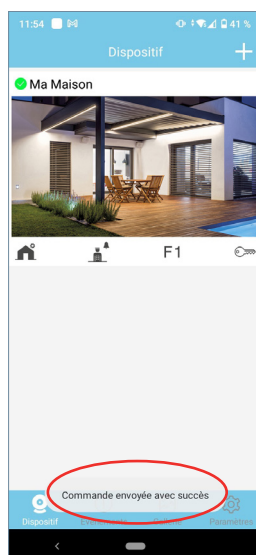 11:54 41 %
Dispositif
Ma Maison
F1
Commande envoyée avec succès
Dispositif Paramètres